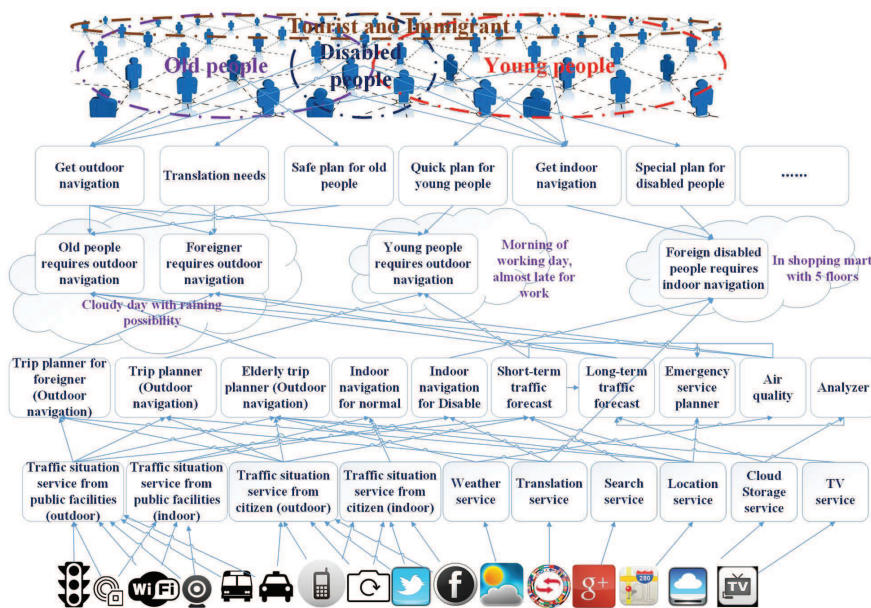 Tourist and Immigrant
Old people
Disabled
people
Young people
Get outdoor
navigation
Translation needs
Safe plan for old
people
Quick plan for
young people
Get indoor
navigation
Special plan for
disabled people
......
Old people
requires outdoor
navigation
Foreigner
requires outdoor
navigation
Young people
requires outdoor
navigation
Morning of
working day,
almost late for
work
Foreign disabled
people requires
indoor navigation
In shopping mart
with 5 floors
Cloudy day with raining
possibility
Trip planner for
foreigner
(Outdoor
navigation)
Trip planner
(Outdoor
navigation)
Elderly trip
planner (Outdoor
navigation)
Indoor
navigation
for normal
Indoor
navigation
for Disable
Short-term
traffic
forecast
Long-term
traffic
forecast
Emergency
service
planner
Air
quality
Analyzer
Traffic situation
service from
public facilities
(outdoor)
Traffic situation
service from
public facilities
(indoor)
Traffic situation
service from
citizen (outdoor)
Traffic situation
service from
citizen (indoor)
Weather
service
Translation
service
Search
service
Location
service
Cloud
Storage
service
TV
service
Wi Fi
f
g+
280
TV